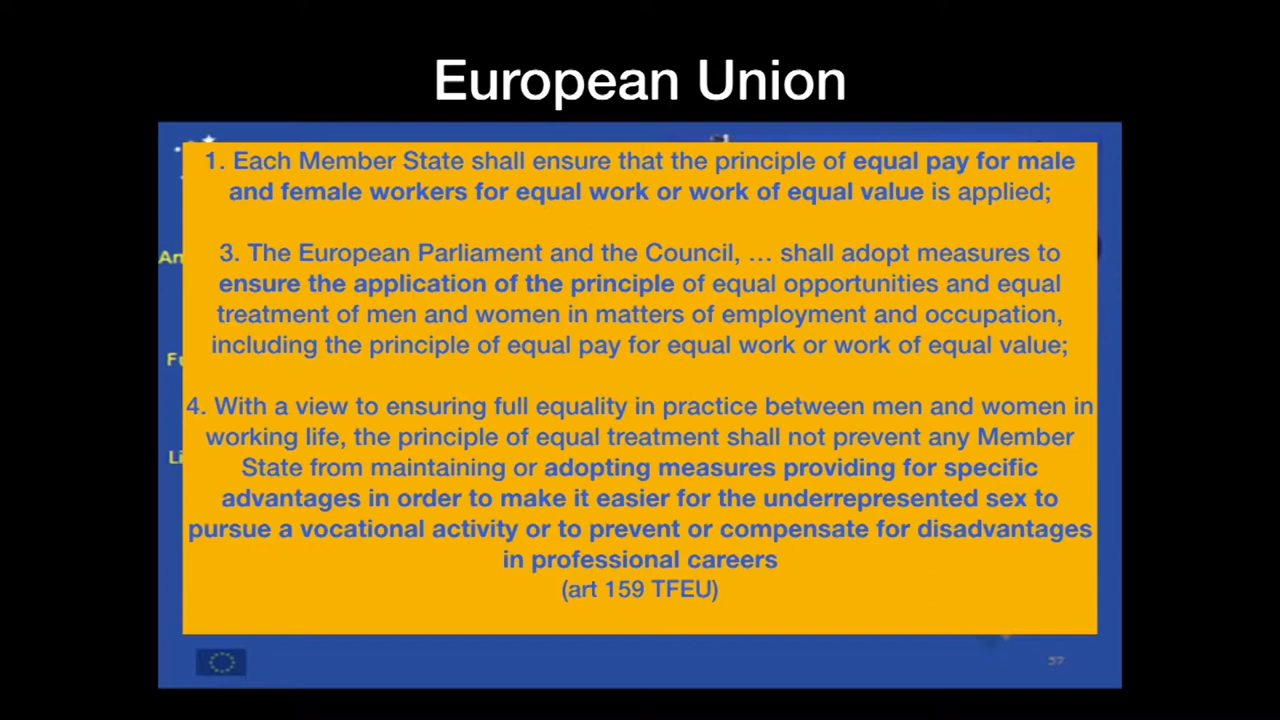 European Union
1. Each Member State shall ensure that the principle of equal pay for male
and female workers for equal work or work of equal value is applied;
3. The European Parliament and the Council, … shall adopt measures to
ensure the application of the principle of equal opportunities and equal
treatment of men and women in matters of employment and occupation,
including the principle of equal pay for equal work or work of equal value;
4. With a view to ensuring full equality in practice between men and women in
working life, the principle of equal treatment shall not prevent any Member
State from maintaining or adopting measures providing for specific
advantages in order to make it easier for the underrepresented sex to
pursue a vocational activity or to prevent or compensate for disadvantages
in professional careers
(art 159 TFEU)
57